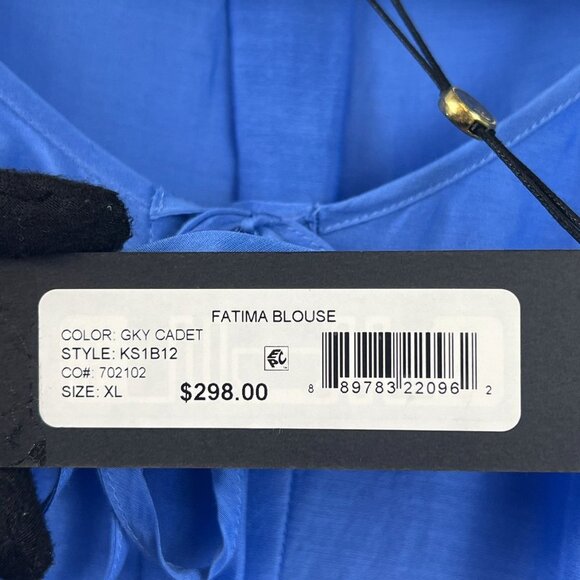 FATIMA BLOUSE
COLOR: GKY CADET
STYLE: KS1B12
CO#: 702102
SIZE: XL
$298.00
8 89783 22096 2